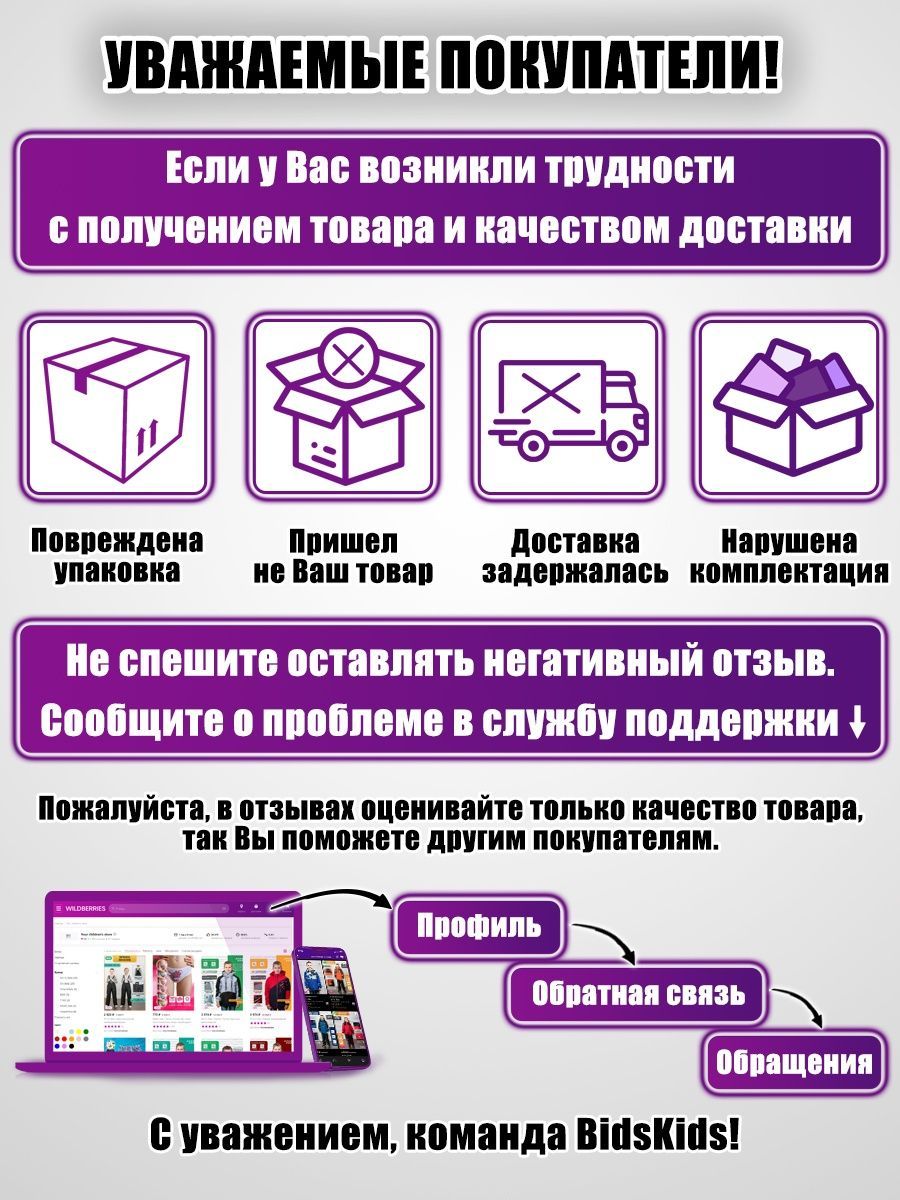 УВАЖАЕМЫЕ ПОКУПАТЕЛИ!
Если у Вас возникли трудности
с получением товара и качеством доставки
Повреждена
упаковка
Пришел
не Ваш товар
Доставка
задержалась
Нарушена
комплектация
Не спешите оставлять негативный отзыв.
Сообщите о проблеме в службу поддержки
Пожалуйста, в отзывах оценивайте только качество товара,
так Вы поможете другим покупателям.
WILDBERRIES
Профиль
Обратная связь
Обращения
С уважением, команда BidsKids!